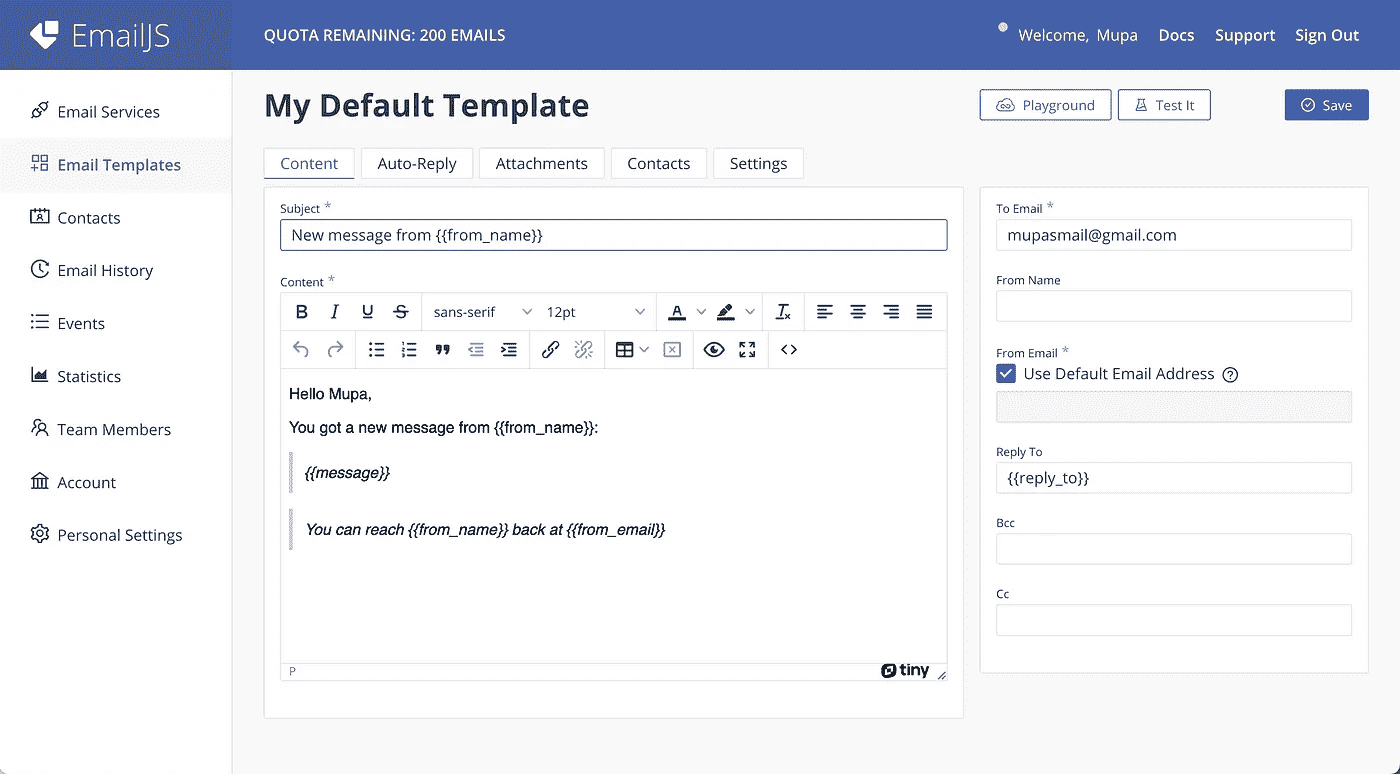 EmailJS
QUOTA REMAINING: 200 EMAILS
Welcome, Mupa
Docs
Support
Sign Out
Email Services
Email Templates
Contacts
Email History
Events
Statistics
Team Members
Account
Personal Settings
My Default Template
Playground
Test It
Save
Content
Auto-Reply
Attachments
Contacts
Settings
Subject *
New message from {{from_name}}
Content *
B I U S sans-serif 12pt A
Hello Mupa,
You got a new message from {{from_name}}:
{{message}}
You can reach {{from_name}} back at {{from_email}}
P
tiny
To Email *
mupasmail@gmail.com
From Name
From Email *
Use Default Email Address
Reply To
{{reply_to}}
Bcc
Cc